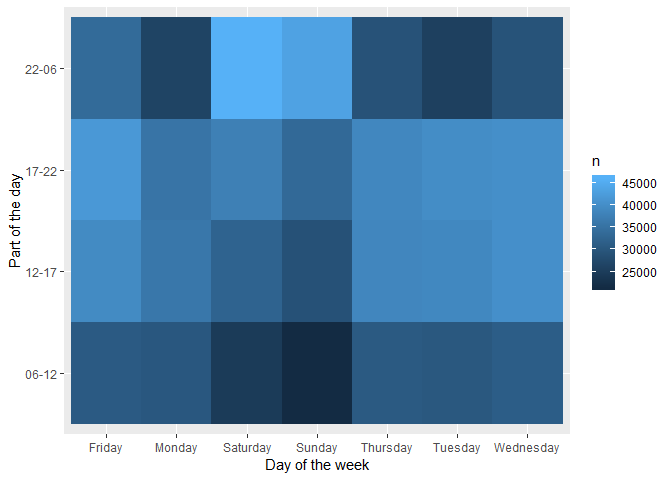 Part of the day
22-06
17-22
12-17
06-12
Friday Monday Saturday Sunday Thursday Tuesday Wednesday
Day of the week
n
45000
40000
35000
30000
25000